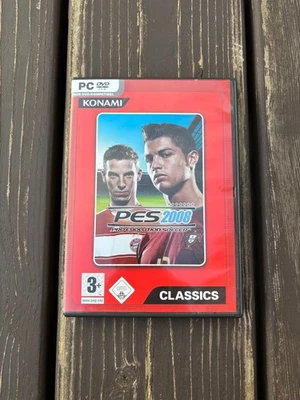 PC DVD
KONAMI
PES 2008
PRO EVOLUTION SOCCER
3+
CLASSICS